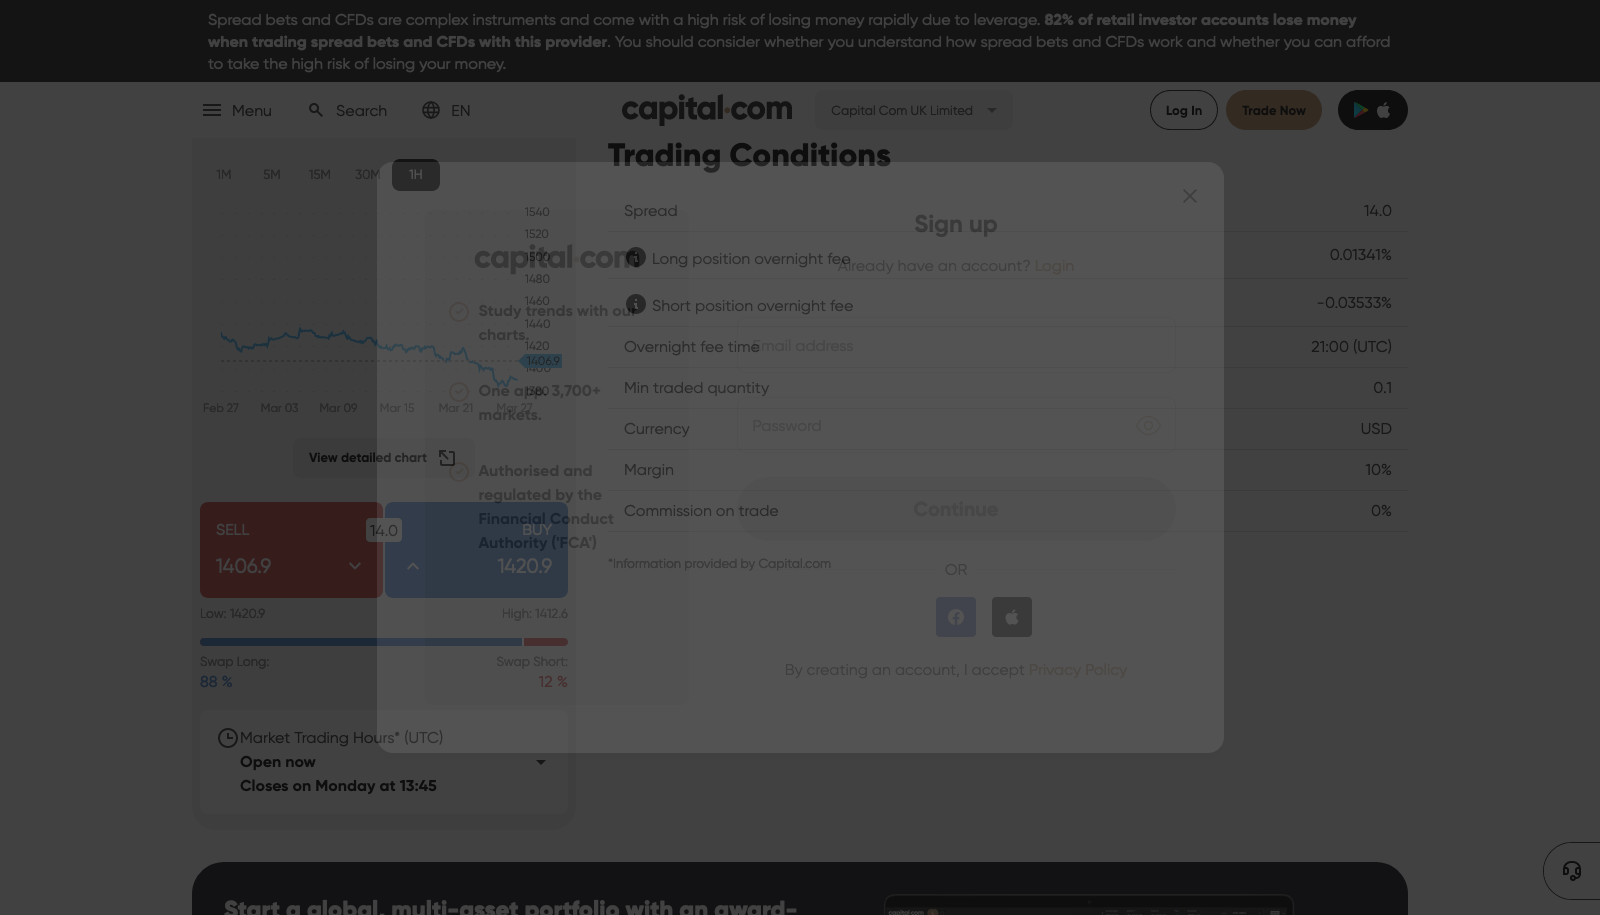 Spread bets and CFDs are complex instruments and come with a high risk of losing money rapidly due to leverage. 82% of retail investor accounts lose money
when trading spread bets and CFDs with this provider. You should consider whether you understand how spread bets and CFDs work and whether you can afford
to take the high risk of losing your money.
Menu
Search
EN
capital.com
Capital Com UK Limited
Log In
Trade Now
1M
5M
15M
30M
1H
1540
1520
1500
1480
1460
1440
1420
1406.9
1400
1380
Feb 27
Mar 03
Mar 09
Mar 15
Mar 21
Mar 27
View detailed chart
SELL
1406.9
14.0
BUY
1420.9
Low: 1420.9
High: 1412.6
Swap Long:
Swap Short:
88 %
12 %
Market Trading Hours* (UTC)
Open now
Closes on Monday at 13:45
Trading Conditions
Spread 14.0
Long position overnight fee 0.01341%
Short position overnight fee -0.03533%
Overnight fee time 21:00 (UTC)
Min traded quantity 0.1
Currency USD
Margin 10%
Commission on trade 0%
*Information provided by Capital.com
capital.com
Study trends with our
charts.
One app. 3,700+
markets.
Authorised and
regulated by the
Financial Conduct
Authority ('FCA')
Sign up
Already have an account? Login
Email address
Password
Continue
OR
By creating an account, I accept Privacy Policy
Start a global, multi-asset portfolio with an award-
capital.com